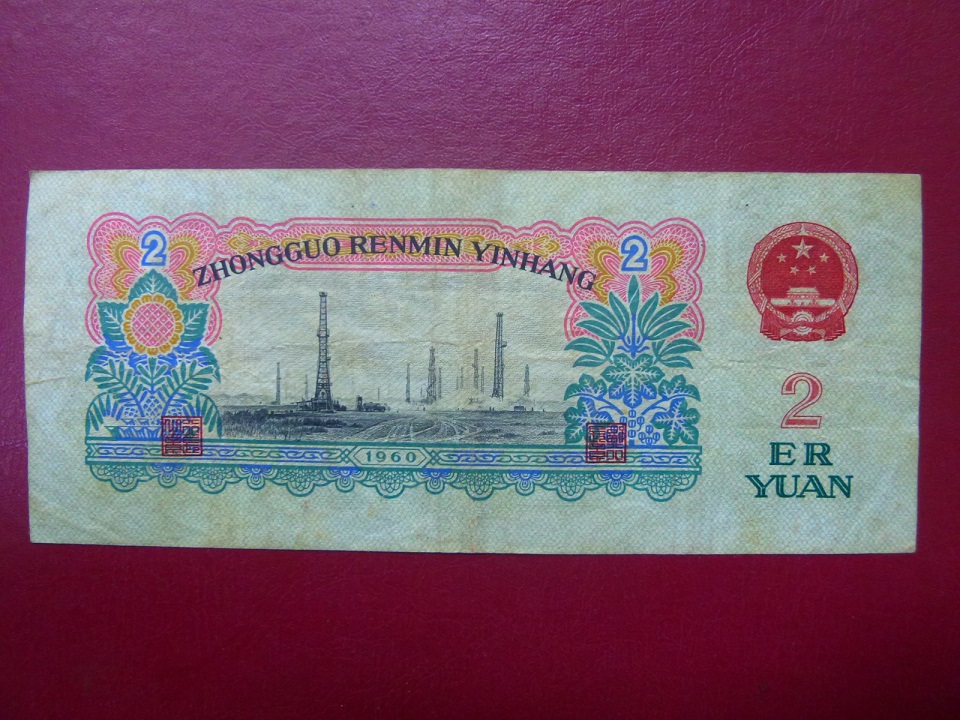 2
2
ZHONGGUO RENMIN YINHANG
1960
2
ER
YUAN